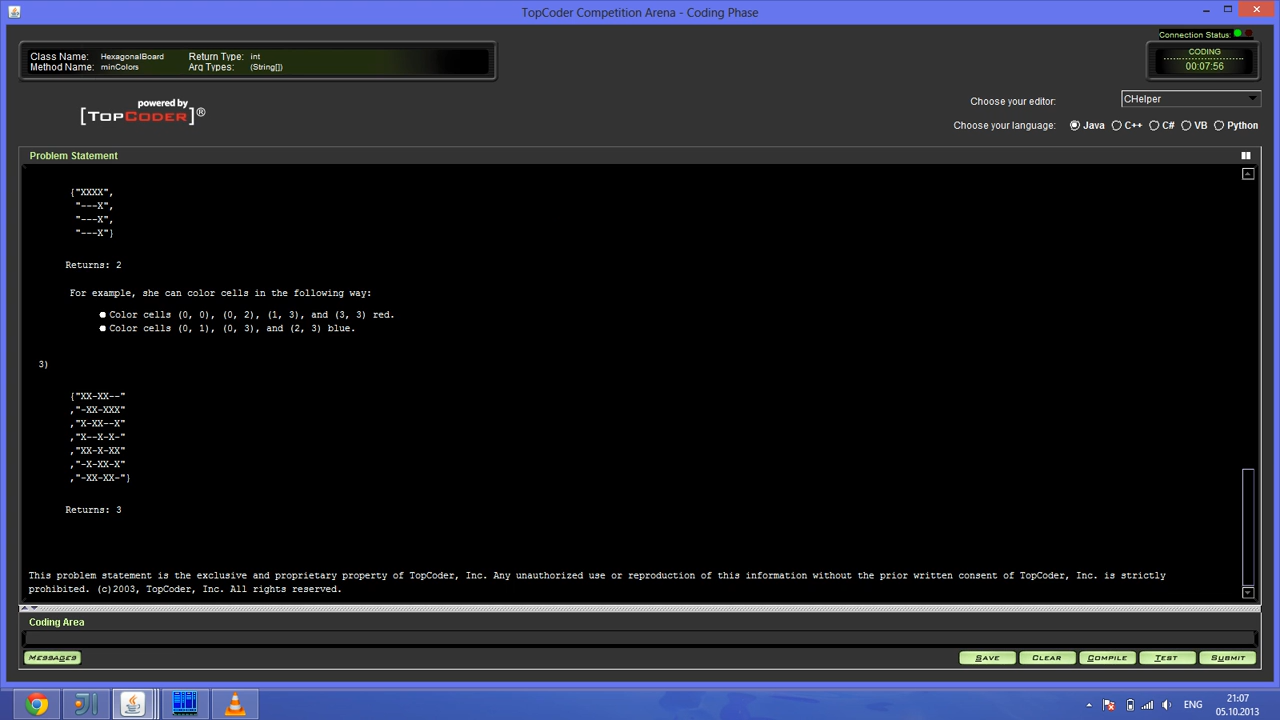 TopCoder Competition Arena - Coding Phase
Connection Status:
Class Name: HexagonalBoard Return Type: int
Method Name: minColors Arg Types: (String[])
CODING
00:07:56
powered by
[TOPCODER]®
Choose your editor: CHelper
Choose your language: Java C++ C# VB Python
Problem Statement
{"XXXX",
"---X",
"---X",
"---X"}
Returns: 2
For example, she can color cells in the following way:
Color cells (0, 0), (0, 2), (1, 3), and (3, 3) red.
Color cells (0, 1), (0, 3), and (2, 3) blue.
3)
{"XX-XX--"
,"-XX-XXX"
,"X-XX--X"
,"X--X-X-"
,"XX-X-XX"
,"-X-XX-X"
,"-XX-XX-"}
Returns: 3
This problem statement is the exclusive and proprietary property of TopCoder, Inc. Any unauthorized use or reproduction of this information without the prior written consent of TopCoder, Inc. is strictly
prohibited. (c)2003, TopCoder, Inc. All rights reserved.
Coding Area
MESSAGES SAVE CLEAR COMPILE TEST SUBMIT
ENG 21:07
05.10.2013